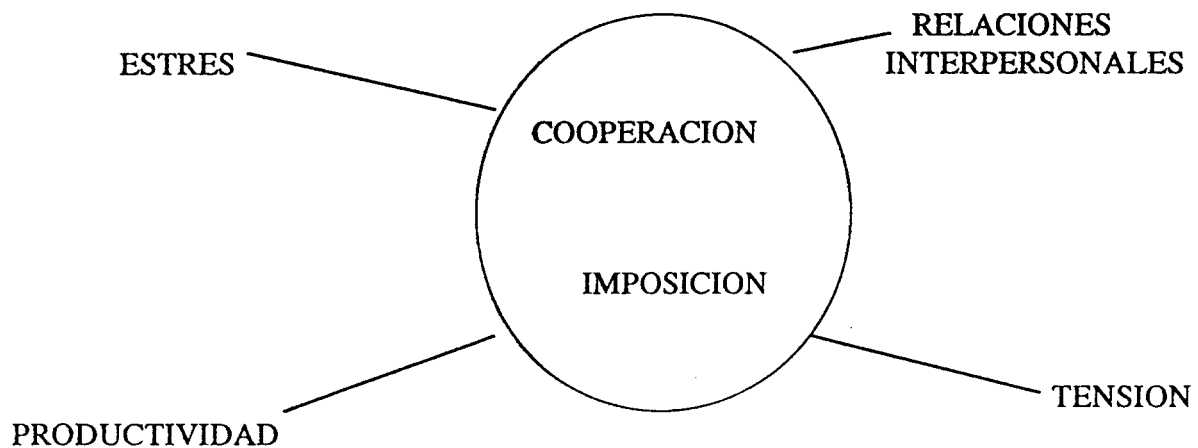 RELACIONES
INTERPERSONALES
ESTRES
COOPERACION
IMPOSICION
TENSION
PRODUCTIVIDAD